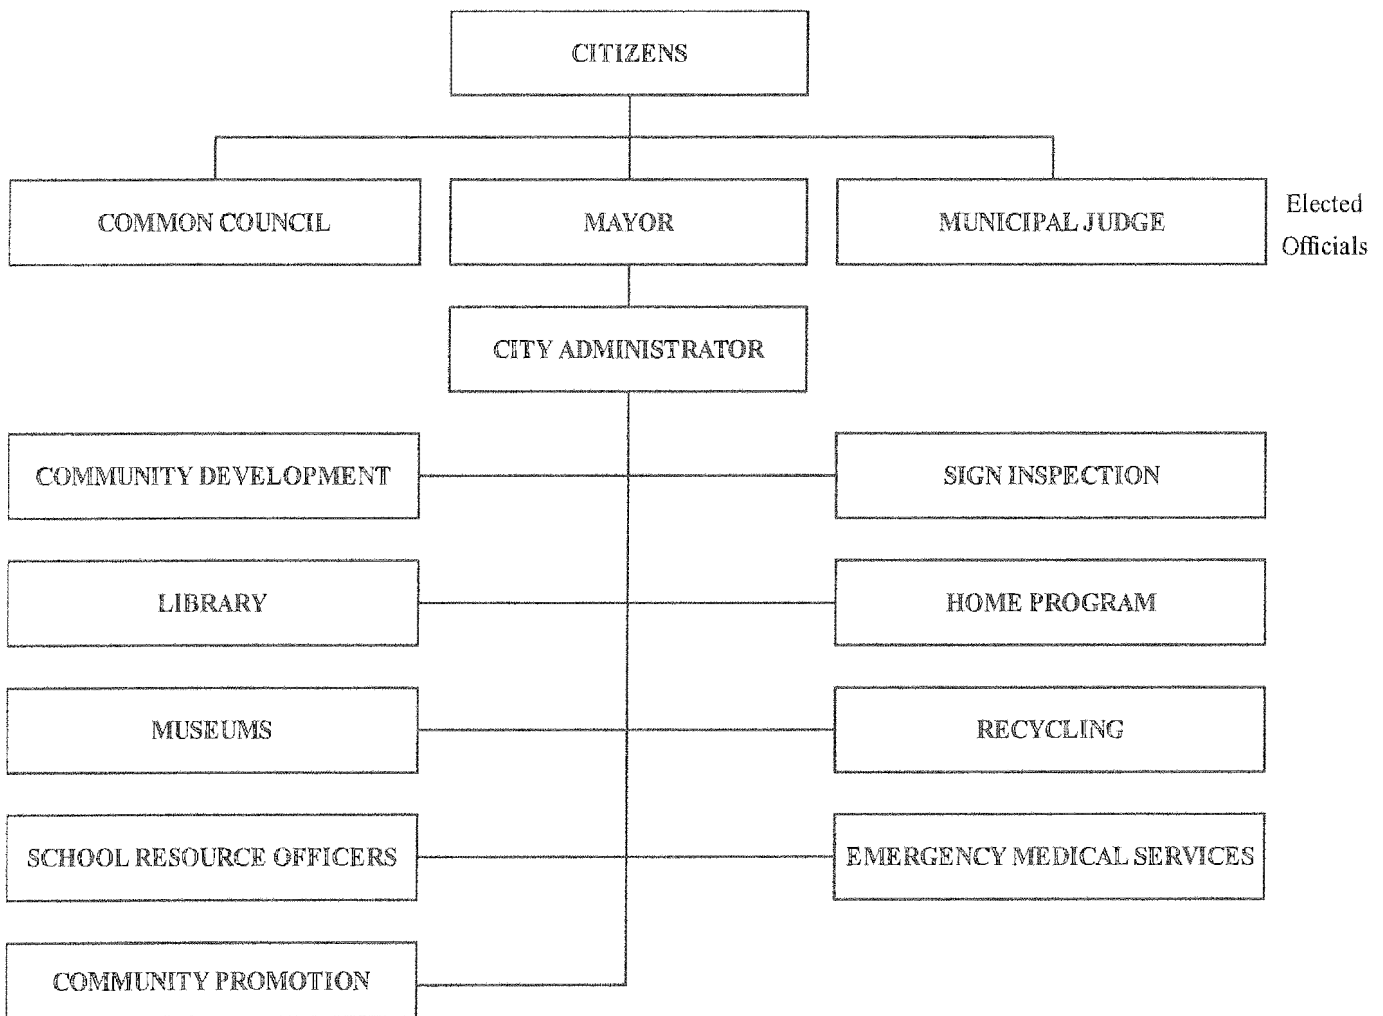 CITIZENS
COMMON COUNCIL
MAYOR
MUNICIPAL JUDGE
Elected
Officials
CITY ADMINISTRATOR
COMMUNITY DEVELOPMENT
SIGN INSPECTION
LIBRARY
HOME PROGRAM
MUSEUMS
RECYCLING
SCHOOL RESOURCE OFFICERS
EMERGENCY MEDICAL SERVICES
COMMUNITY PROMOTION